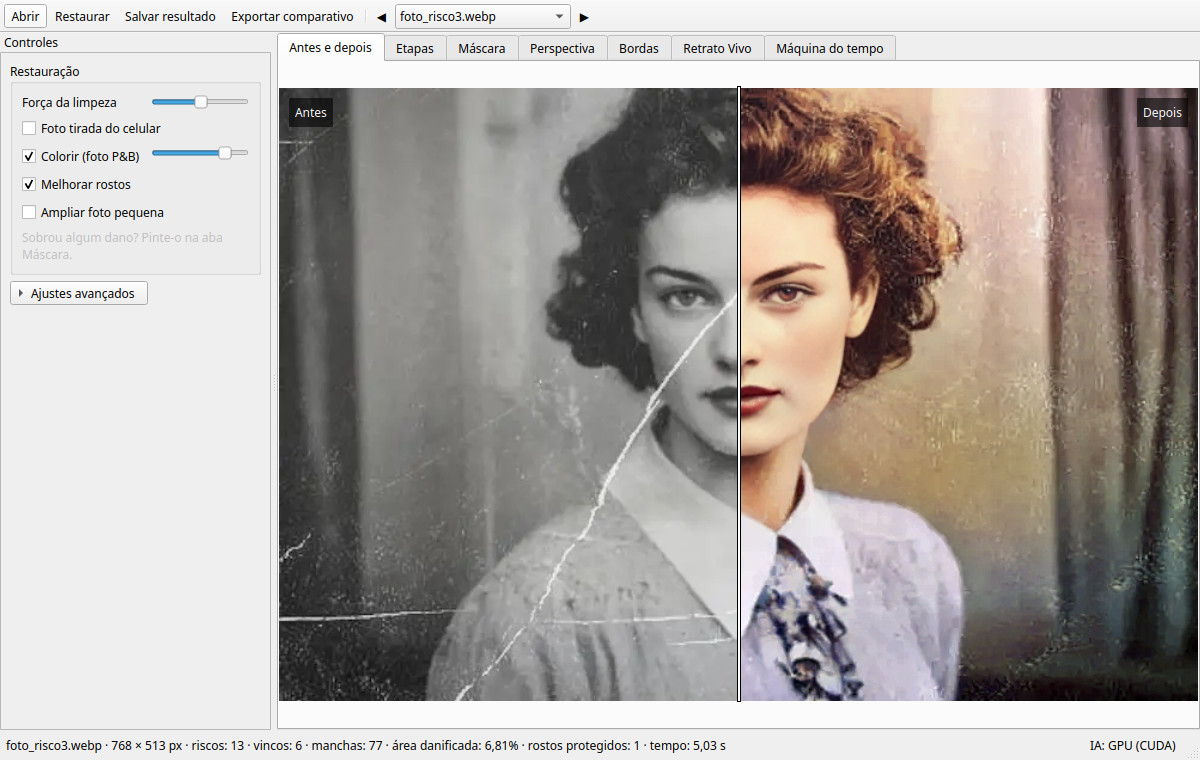 Abrir Restaurar Salvar resultado Exportar comparativo foto_risco3.webp
Controles
Antes e depois Etapas Máscara Perspectiva Bordas Retrato Vivo Máquina do tempo
Restauração
Força da limpeza
Foto tirada do celular
Colorir (foto P&B)
Melhorar rostos
Ampliar foto pequena
Sobrou algum dano? Pinte-o na aba
Máscara.
Ajustes avançados
Antes
Depois
foto_risco3.webp · 768 × 513 px · riscos: 13 · vincos: 6 · manchas: 77 · área danificada: 6,81% · rostos protegidos: 1 · tempo: 5,03 s
IA: GPU (CUDA)